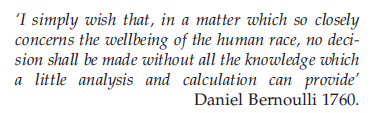 ‘I simply wish that, in a matter which so closely
concerns the wellbeing of the human race, no deci-
sion shall be made without all the knowledge which
a little analysis and calculation can provide’
Daniel Bernoulli 1760.